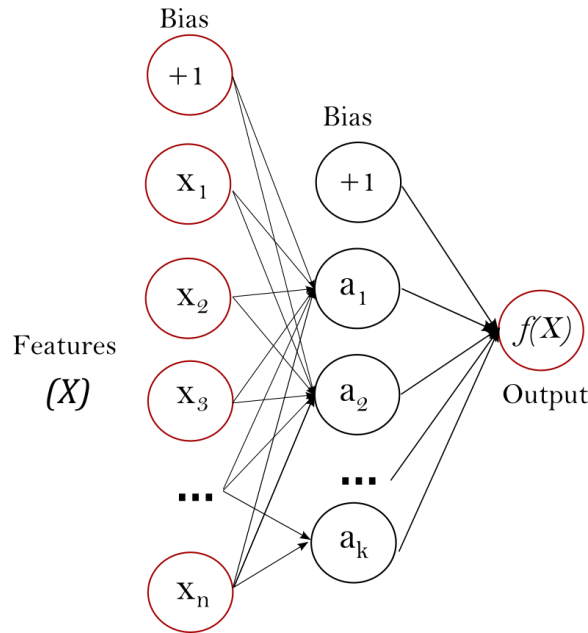 Bias
+1
x1
x2
x3
...
xn
Features
(X)
Bias
+1
a1
a2
...
ak
f(X)
Output